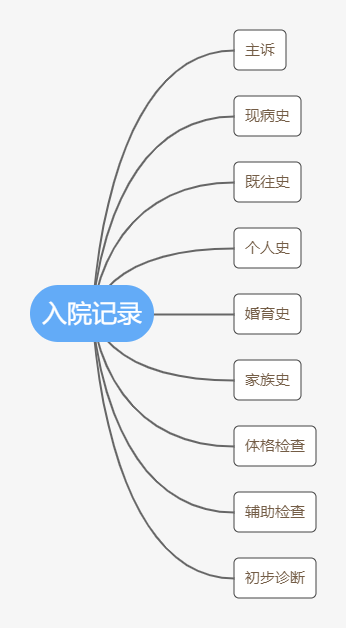 主诉
现病史
既往史
个人史
入院记录
婚育史
家族史
体格检查
辅助检查
初步诊断